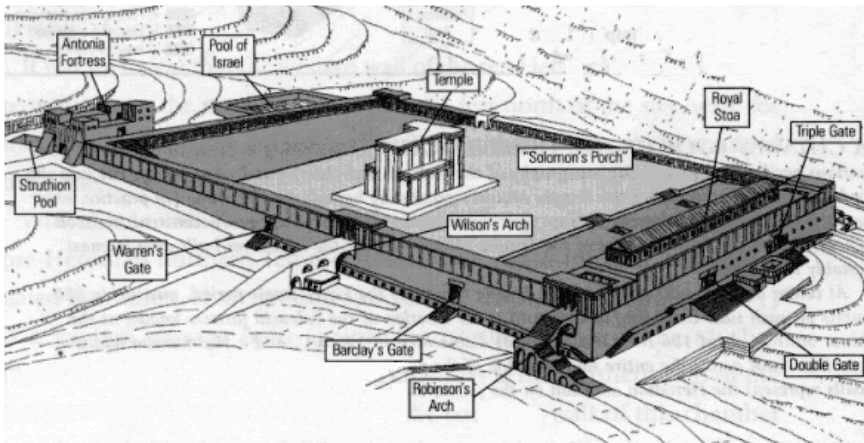 Antonia
Fortress
Pool of
Israel
Temple
Royal
Stoa
Triple Gate
"Solomon's Porch"
Struthion
Pool
Wilson's Arch
Warren's
Gate
Barclay's Gate
Double Gate
Robinson's
Arch